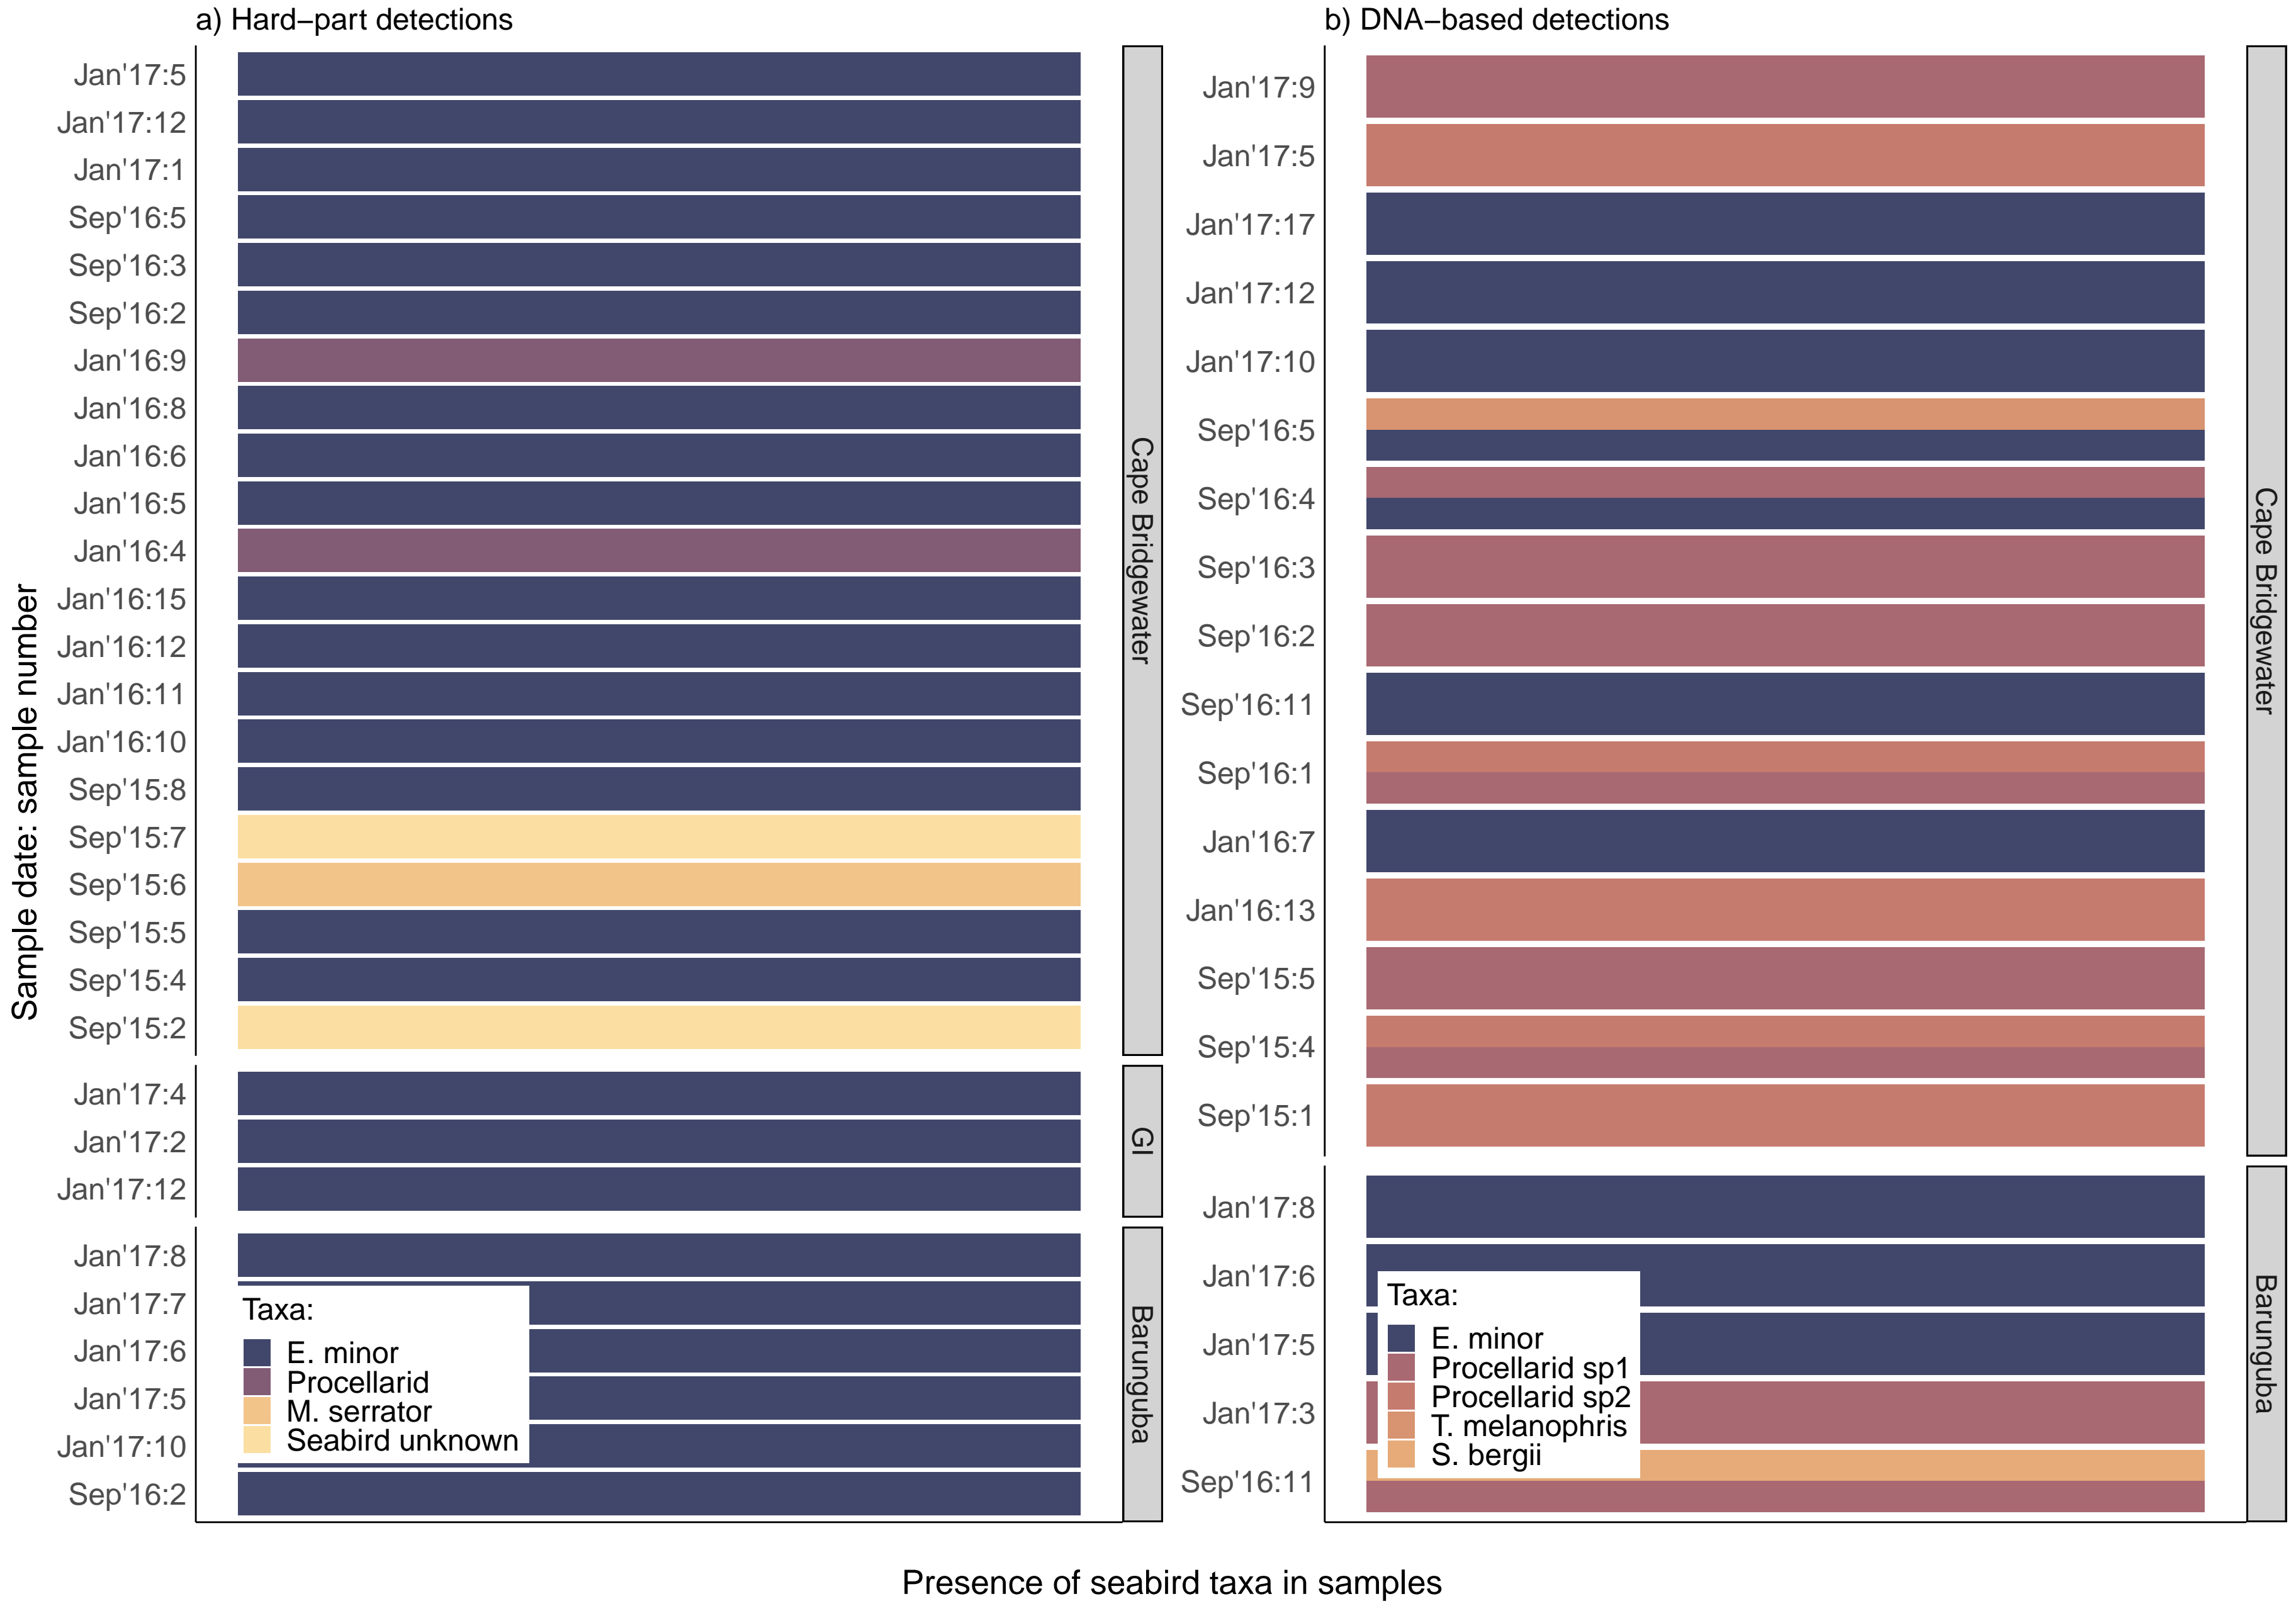 a) Hard−part detections
Jan'17:5
Jan'17:12
Jan'17:1
Sep'16:5
Sep'16:3
Sep'16:2
Jan'16:9
Jan'16:8
Jan'16:6
Jan'16:5
Jan'16:4
Jan'16:15
Jan'16:12
Jan'16:11
Jan'16:10
Sep'15:8
Sep'15:7
Sep'15:6
Sep'15:5
Sep'15:4
Sep'15:2
Cape Bridgewater
Jan'17:4
Jan'17:2
Jan'17:12
GI
Jan'17:8
Jan'17:7
Jan'17:6
Jan'17:5
Jan'17:10
Sep'16:2
Barunguba
Taxa:
E. minor
Procellarid
M. serrator
Seabird unknown
Sample date: sample number
b) DNA−based detections
Jan'17:9
Jan'17:5
Jan'17:17
Jan'17:12
Jan'17:10
Sep'16:5
Sep'16:4
Sep'16:3
Sep'16:2
Sep'16:11
Sep'16:1
Jan'16:7
Jan'16:13
Sep'15:5
Sep'15:4
Sep'15:1
Cape Bridgewater
Jan'17:8
Jan'17:6
Jan'17:5
Jan'17:3
Sep'16:11
Barunguba
Taxa:
E. minor
Procellarid sp1
Procellarid sp2
T. melanophris
S. bergii
Presence of seabird taxa in samples